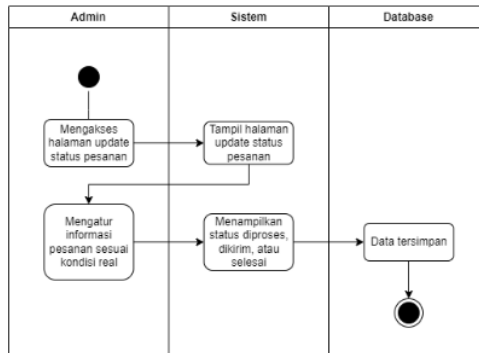 Admin
Sistem
Database
Mengakses
halaman update
status pesanan
Tampil halaman
update status
pesanan
Mengatur
informasi
pesanan sesuai
kondisi real
Menampilkan
status diproses,
dikirim, atau
selesai
Data tersimpan